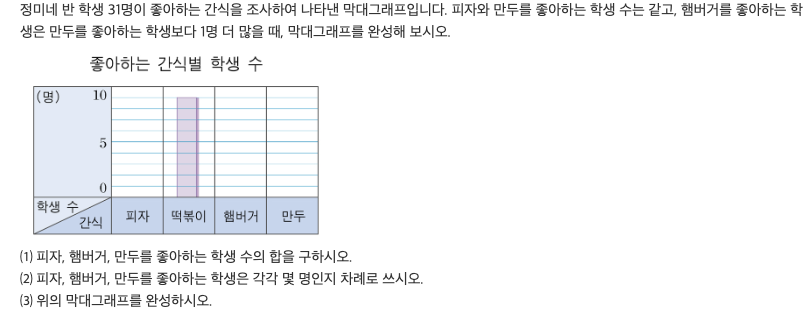 정미네 반 학생 31명이 좋아하는 간식을 조사하여 나타낸 막대그래프입니다. 피자와 만두를 좋아하는 학생 수는 같고, 햄버거를 좋아하는 학
생은 만두를 좋아하는 학생보다 1명 더 많을 때, 막대그래프를 완성해 보시오.
좋아하는 간식별 학생 수
(명) 10
5
0
학생 수
간식 피자 떡볶이 햄버거 만두
(1) 피자, 햄버거, 만두를 좋아하는 학생 수의 합을 구하시오.
(2) 피자, 햄버거, 만두를 좋아하는 학생은 각각 몇 명인지 차례로 쓰시오.
(3) 위의 막대그래프를 완성하시오.